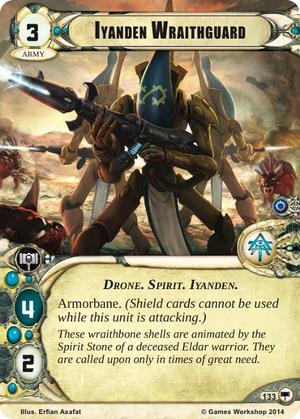 3
ARMY
IYANDEN WRAITHGUARD
DRONE. SPIRIT. IYANDEN.
4
Armorbane. (Shield cards cannot be used
while this unit is attacking.)
2
These wraithbone shells are animated by the
Spirit Stone of a deceased Eldar warrior. They
are called upon only in times of great need.
133
Illus. Erfian Asafat
© Games Workshop 2014